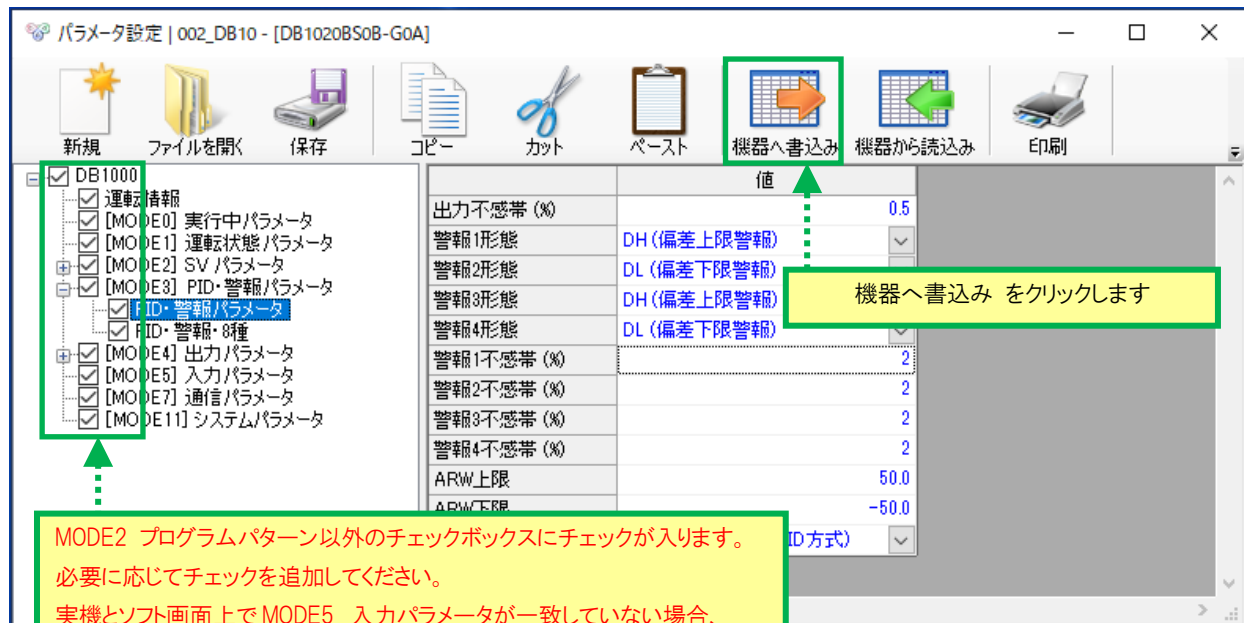 パラメータ設定 | 002_DB10 - [DB1020BS0B-G0A]
新規 ファイルを開く 保存 コピー カット ペースト 機器へ書込み 機器から読込み 印刷
DB1000
運転情報
[MODE0] 実行中パラメータ
[MODE1] 運転状態パラメータ
[MODE2] SV パラメータ
[MODE3] PID・警報パラメータ
PID・警報パラメータ
PID・警報・8種
[MODE4] 出力パラメータ
[MODE5] 入力パラメータ
[MODE7] 通信パラメータ
[MODE11] システムパラメータ
値
出力不感帯 (%) 0.5
警報1形態 DH (偏差上限警報)
警報2形態 DL (偏差下限警報)
警報3形態 DH (偏差上限警報)
警報4形態 DL (偏差下限警報)
警報1不感帯 (%) 2
警報2不感帯 (%) 2
警報3不感帯 (%) 2
警報4不感帯 (%) 2
ARW上限 50.0
ARW下限 -50.0
ID方式)
機器へ書込み をクリックします
MODE2 プログラムパターン以外のチェックボックスにチェックが入ります。
必要に応じてチェックを追加してください。
実機とソフト画面上で MODE5 入力パラメータが一致していない場合、